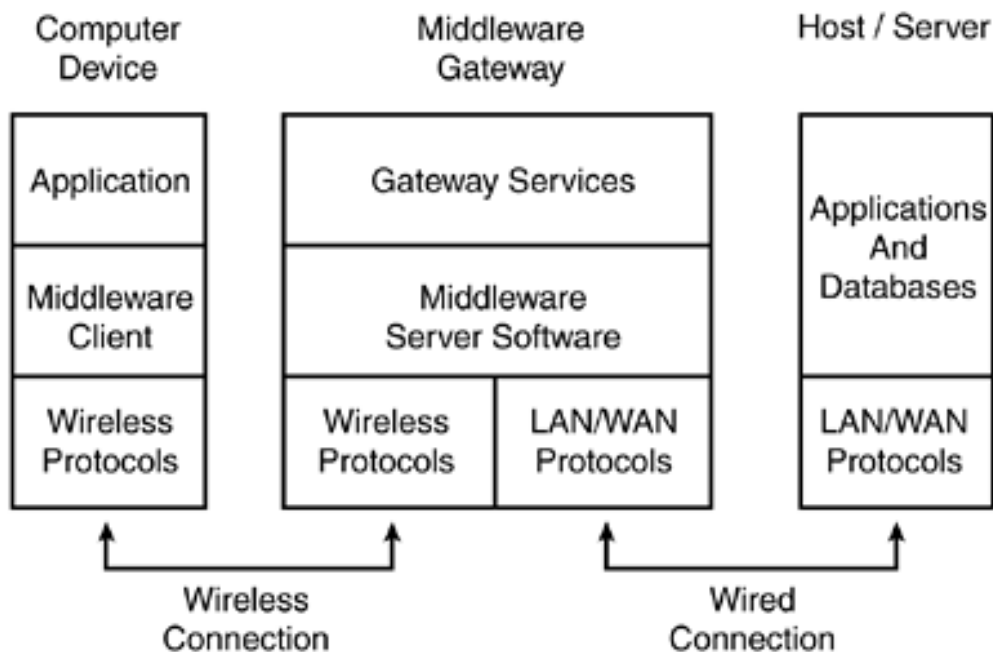 Computer
Device
Middleware
Gateway
Host / Server
Application
Middleware
Client
Wireless
Protocols
Gateway Services
Middleware
Server Software
Wireless
Protocols
LAN/WAN
Protocols
Applications
And
Databases
LAN/WAN
Protocols
Wireless
Connection
Wired
Connection